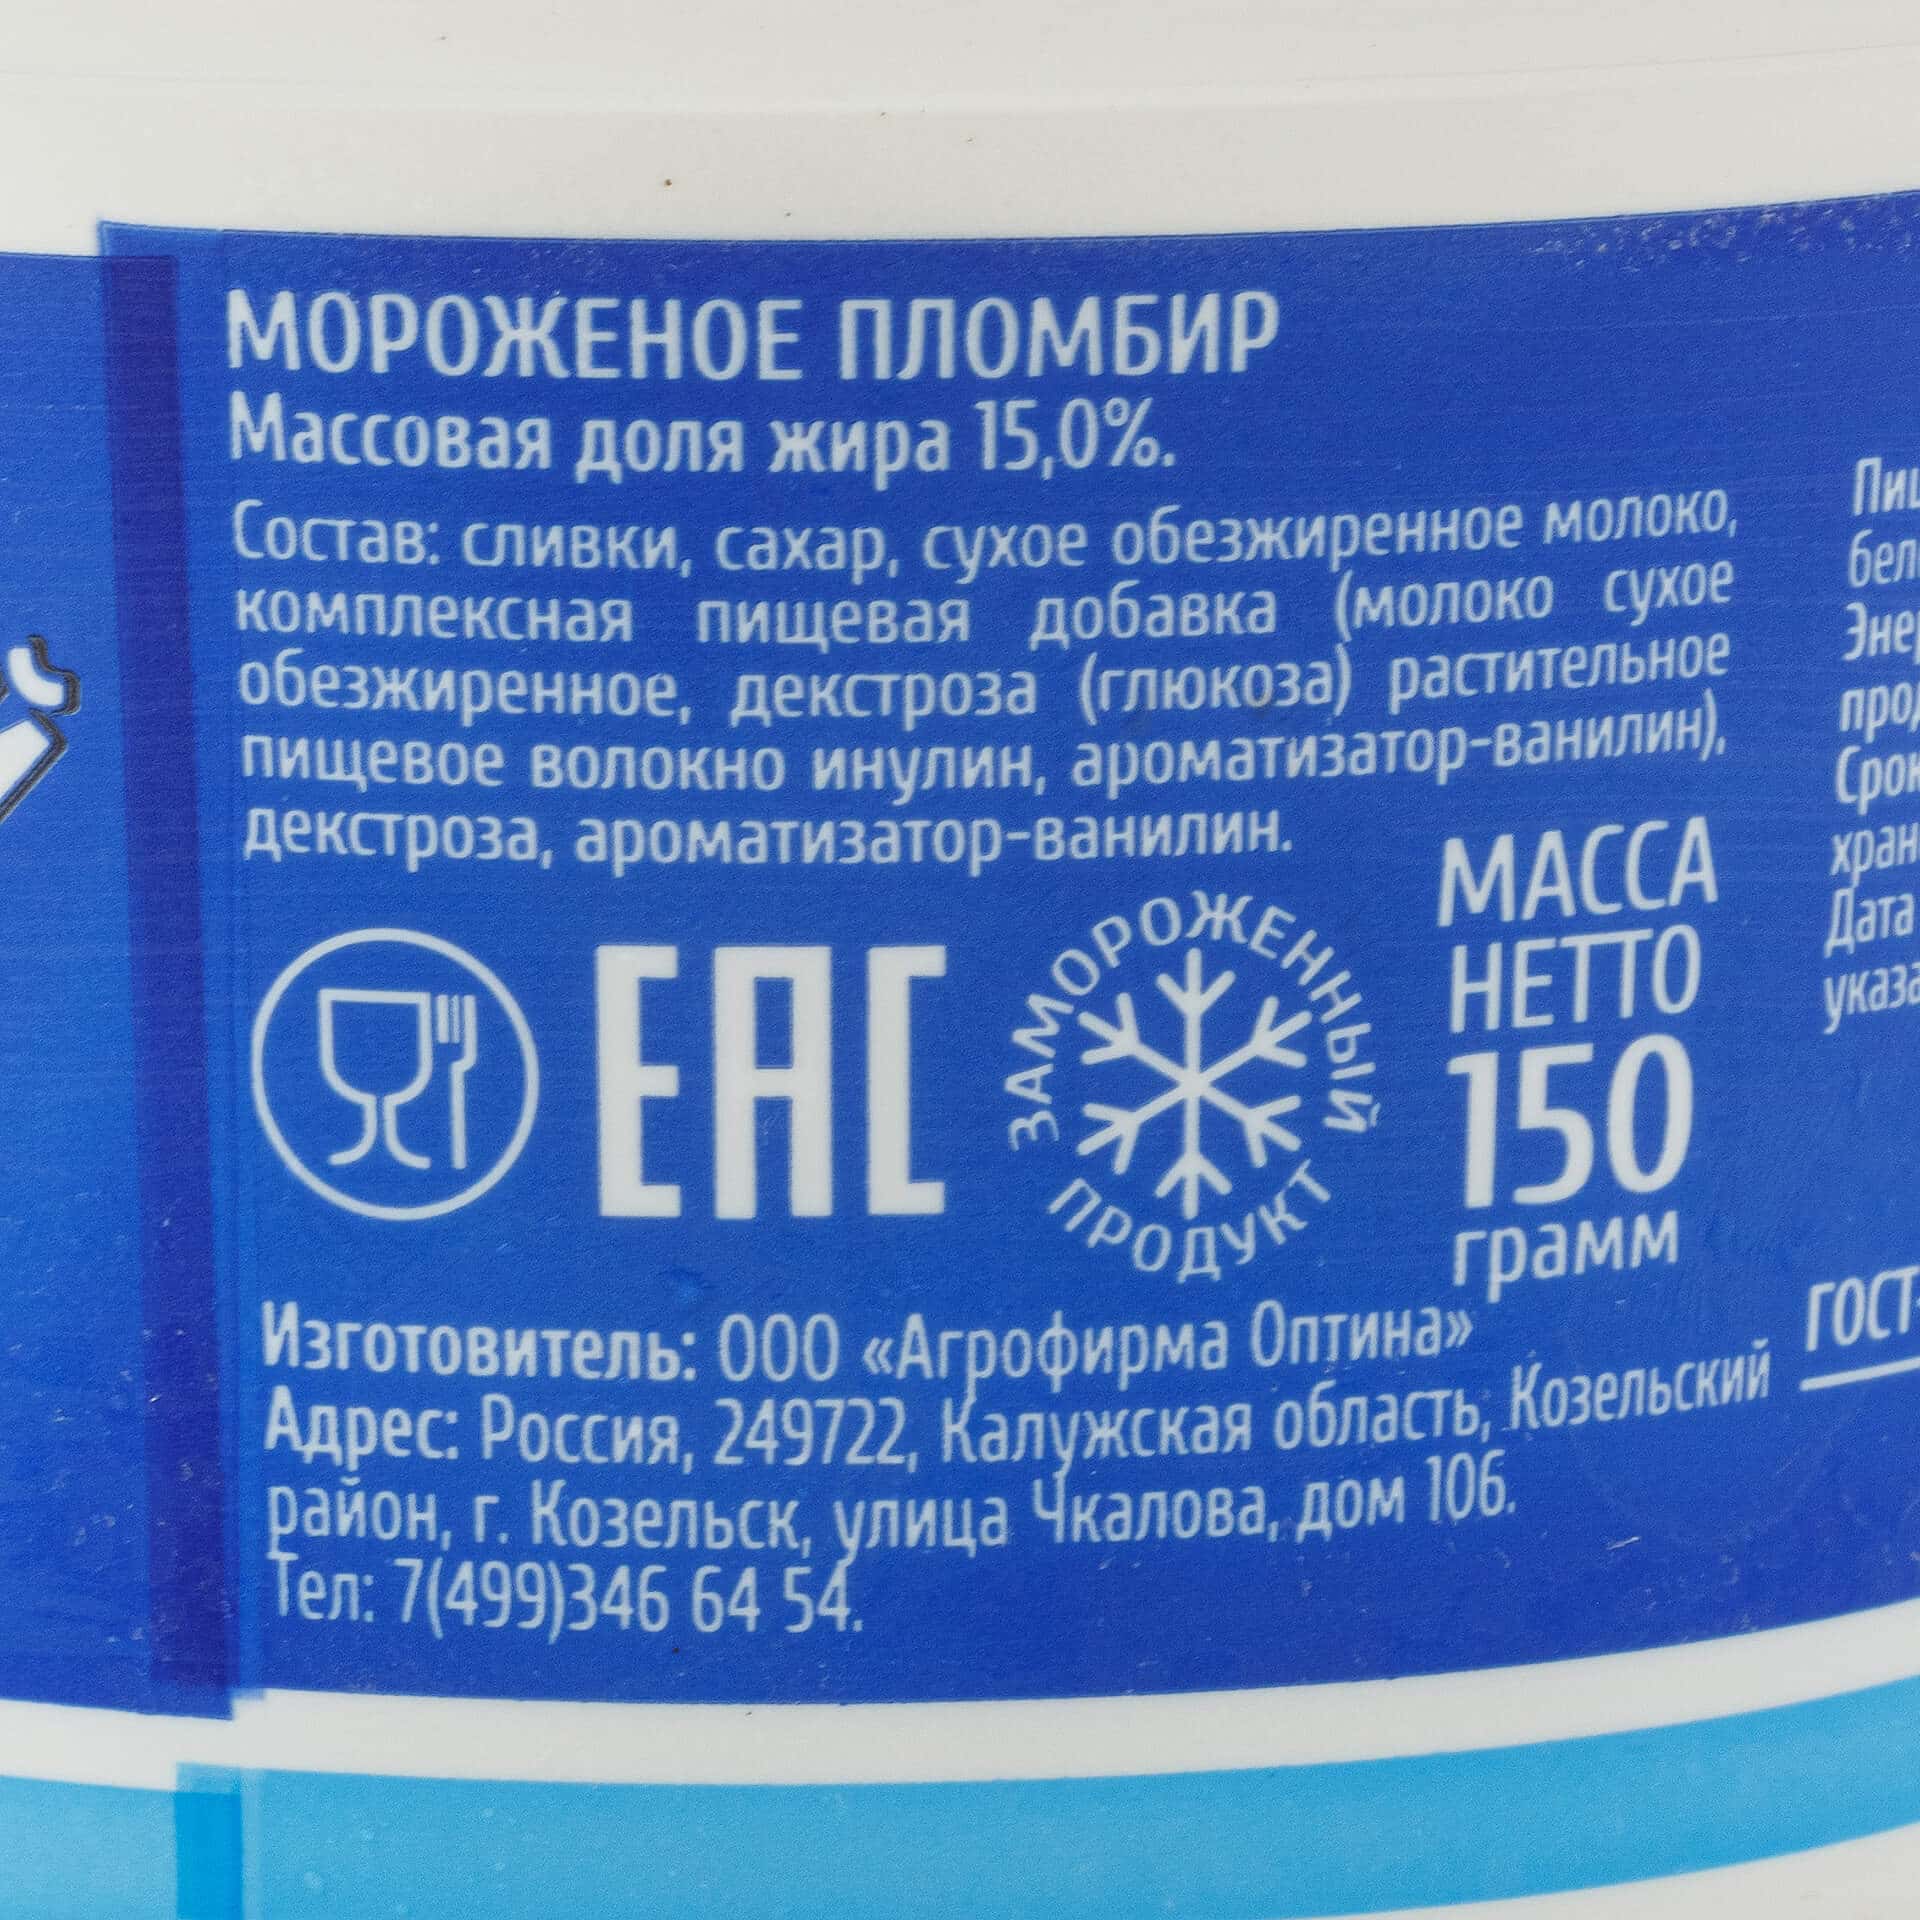 МОРОЖЕНОЕ ПЛОМБИР
Массовая доля жира 15,0%.
Состав: сливки, сахар, сухое обезжиренное молоко,
комплексная пищевая добавка (молоко сухое
обезжиренное, декстроза (глюкоза) растительное
пищевое волокно инулин, ароматизатор-ванилин),
декстроза, ароматизатор-ванилин.
ЕАС
ЗАМОРОЖЕННЫЙ
ПРОДУКТ
МАССА
НЕТТО
150
грамм
Изготовитель: ООО «Агрофирма Оптина»
Адрес: Россия, 249722, Калужская область, Козельский
район, г. Козельск, улица Чкалова, дом 106.
Тел: 7(499)346 64 54.
Дата
ГОСТ